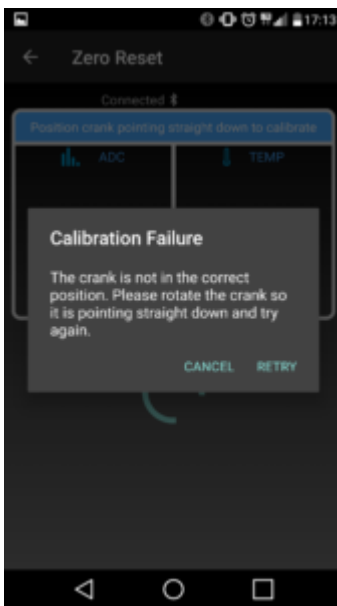 17:13
Zero Reset
Connected
Position crank pointing straight down to calibrate
ADC
TEMP
Calibration Failure
The crank is not in the correct
position. Please rotate the crank so
it is pointing straight down and try
again.
CANCEL RETRY